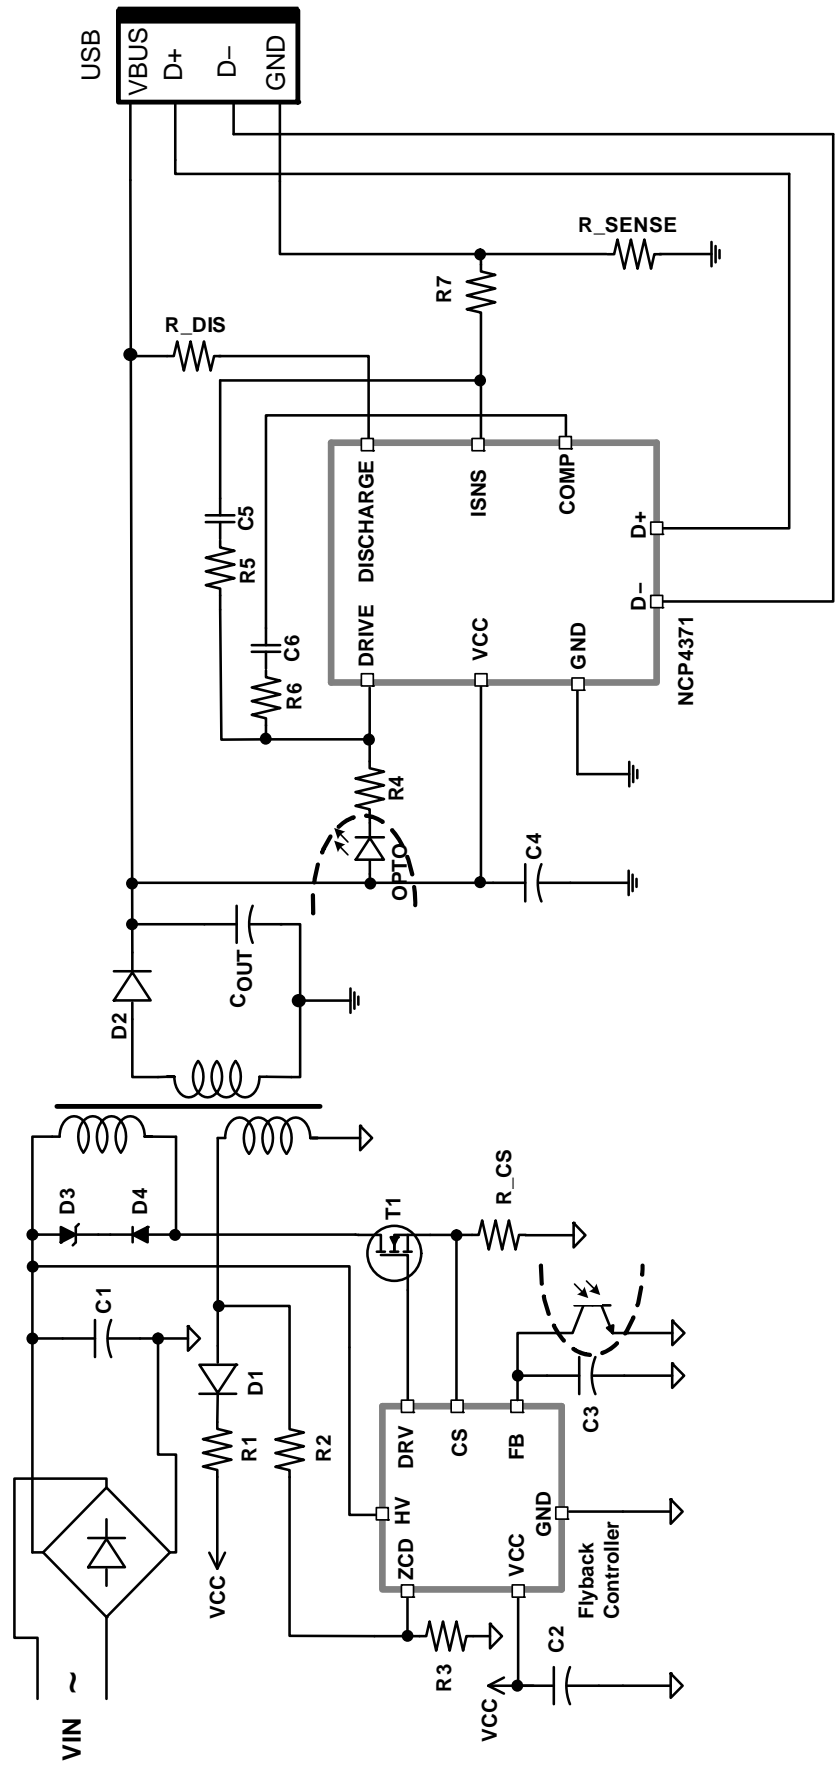 USB
VBUS
D+
D−
GND
R_SENSE
R7
R_DIS
C5
R5
C6
R6
DRIVE
DISCHARGE
ISNS
COMP
VCC
GND
D−
D+
NCP4371
R4
OPTO
C4
D2
COUT
D3
D4
T1
R_CS
C1
D1
R1
R2
VCC
DRV
CS
FB
HV
ZCD
VCC
GND
C3
Flyback
Controller
R3
VCC
C2
VIN ~